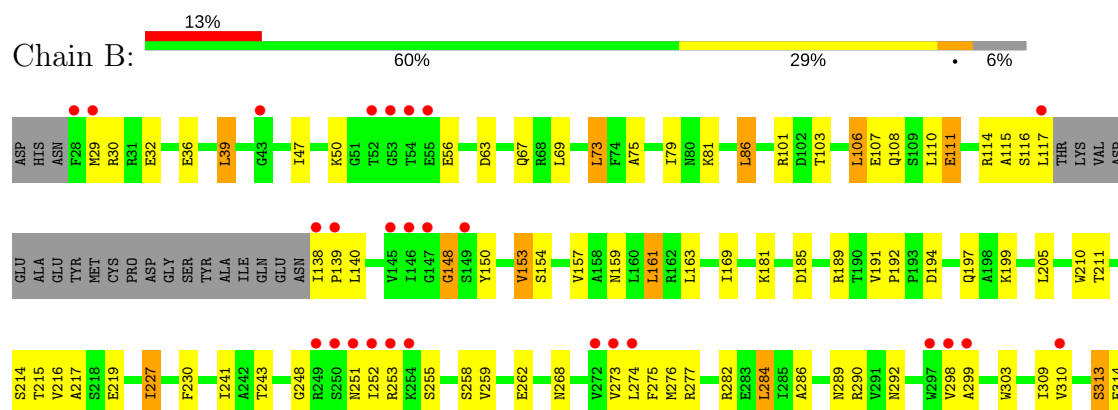 13%
Chain B:
60% 29% • 6%
ASP HIS ASN F28 M29 R30 R31 E32 E36 L39 G43 I47 K50 G51 T52 G53 T54 E55 E56 D63 Q67 R68 L69 L73 F74 A75 I79 N80 K81 L86 R101 D102 T103 L106 E107 Q108 S109 L110 E111 R114 A115 S116 L117 THR LYS VAL ASP
GLU ALA GLU TYR MET CYS PRO ASP GLY SER TYR ALA ILE GLN GLU ASN I138 P139 L140 V145 I146 G147 G148 S149 Y150 V153 S154 V157 A158 N159 L160 L161 R162 L163 I169 K181 D185 R189 T190 V191 P192 P193 D194 Q197 A198 K199 L205 W210 T211
S214 T215 V216 A217 S218 E219 I227 F230 I241 A242 T243 G248 R249 S250 N251 I252 R253 K254 S255 S258 V259 E262 N268 V272 V273 L274 F275 M276 R277 R282 E283 L284 I285 A286 N289 R290 V291 N292 W297 V298 A299 W303 I309 V310 S313